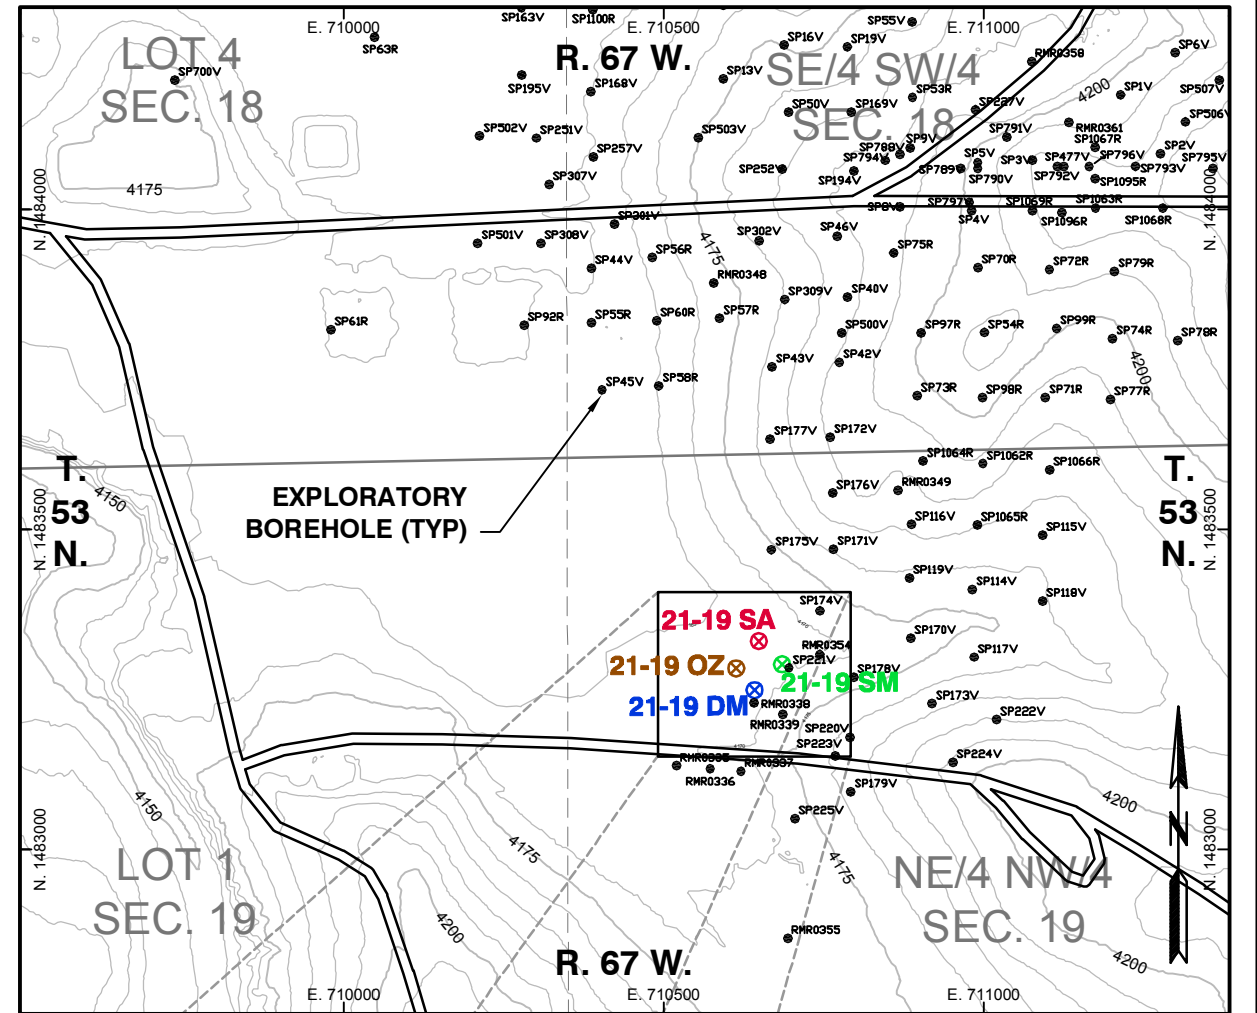 E. 710000
E. 710500
E. 711000
SP163V
SP1100R
SP55V
SP63R
SP16V
SP19V
RMR0358
SP6V
LOT 4
SEC. 18
R. 67 W.
SE/4 SW/4
SEC. 18
SP700V
SP195V
SP168V
SP13V
SP53R
4200
SP1V
SP507V
SP50V
SP169V
SP227V
SP506V
SP502V
SP251V
SP503V
SP791V
RMR0361
SP1067R
SP257V
SP788V
SP9V
SP794V
SP5V
SP3V
SP477V
SP796V
SP2V
SP795V
SP307V
SP252V
SP194V
SP789V
SP790V
SP792V
SP793V
SP1095R
4175
N. 1484000
N. 1484000
SP301V
SP8V
SP797V
SP4V
SP1069R
SP1063R
SP1096R
SP1068R
SP501V
SP308V
SP302V
SP46V
SP56R
4175
SP75R
SP44V
RMR0348
SP70R
SP72R
SP79R
SP309V
SP40V
SP61R
SP92R
SP55R
SP60R
SP57R
SP500V
SP97R
SP54R
SP99R
SP74R
SP78R
SP43V
SP42V
4200
SP45V
SP58R
SP73R
SP98R
SP71R
SP77R
SP177V
SP172V
SP1064R
SP1062R
SP1066R
T.
53
N.
T.
53
N.
4150
EXPLORATORY
BOREHOLE (TYP)
SP176V
RMR0349
N. 1483500
N. 1483500
SP116V
SP1065R
SP115V
SP175V
SP171V
SP119V
SP114V
SP118V
SP174V
4175
21-19 SA
SP170V
RMR0354
SP117V
21-19 OZ
SP221V
SP178V
21-19 SM
21-19 DM
RMR0338
RMR0339
SP173V
SP222V
SP220V
SP223V
4170
SP224V
RMR0337
RMR0336
SP179V
4150
4200
SP225V
N
N. 1483000
N. 1483000
4175
4175
LOT 1
SEC. 19
NE/4 NW/4
SEC. 19
4200
RMR0355
4200
R. 67 W.
E. 710000
E. 710500
E. 711000